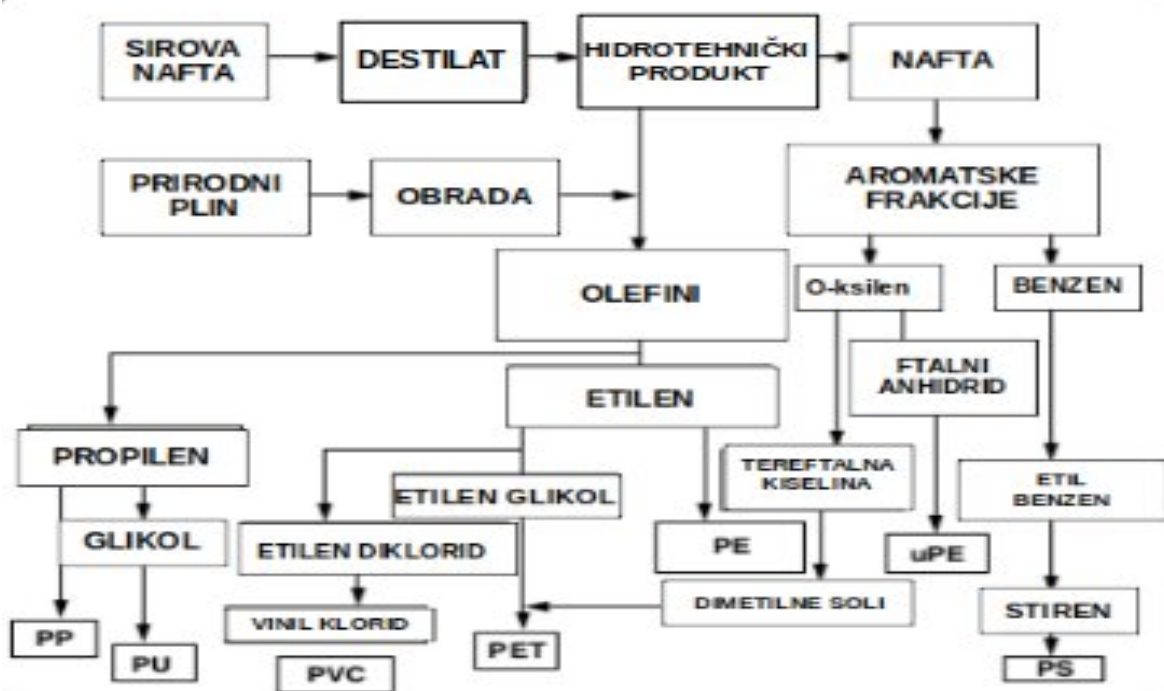 SIROVA
NAFTA
DESTILAT
HIDROTEHNIČKI
PRODUKT
NAFTA
PRIRODNI
PLIN
OBRADA
AROMATSKE
FRAKCIJE
OLEFINI
O-ksilen
BENZEN
FTALNI
ANHIDRID
ETILEN
PROPILEN
TEREFTALNA
KISELINA
ETIL
BENZEN
ETILEN GLIKOL
GLIKOL
ETILEN DIKLORID
PE
uPE
DIMETILNE SOLI
STIREN
VINIL KLORID
PP
PU
PVC
PET
PS